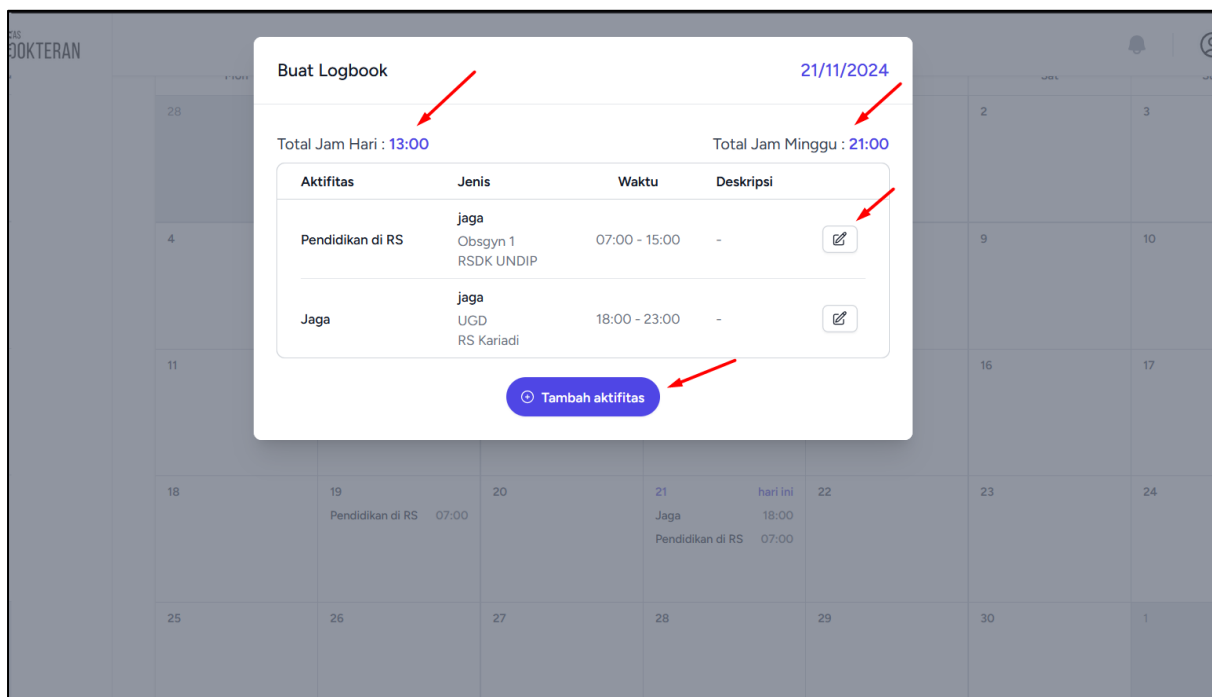 DOKTERAN
Buat Logbook
21/11/2024
Total Jam Hari : 13:00
Total Jam Minggu : 21:00
Aktifitas Jenis Waktu Deskripsi
jaga
Pendidikan di RS Obsgyn 1 07:00 - 15:00 -
RSDK UNDIP
jaga
Jaga UGD 18:00 - 23:00 -
RS Kariadi
Tambah aktifitas
28 2 3
4 9 10
11 16 17
18 19 20 21 hari ini 22 23 24
Pendidikan di RS 07:00 Jaga 18:00
Pendidikan di RS 07:00
25 26 27 28 29 30 1